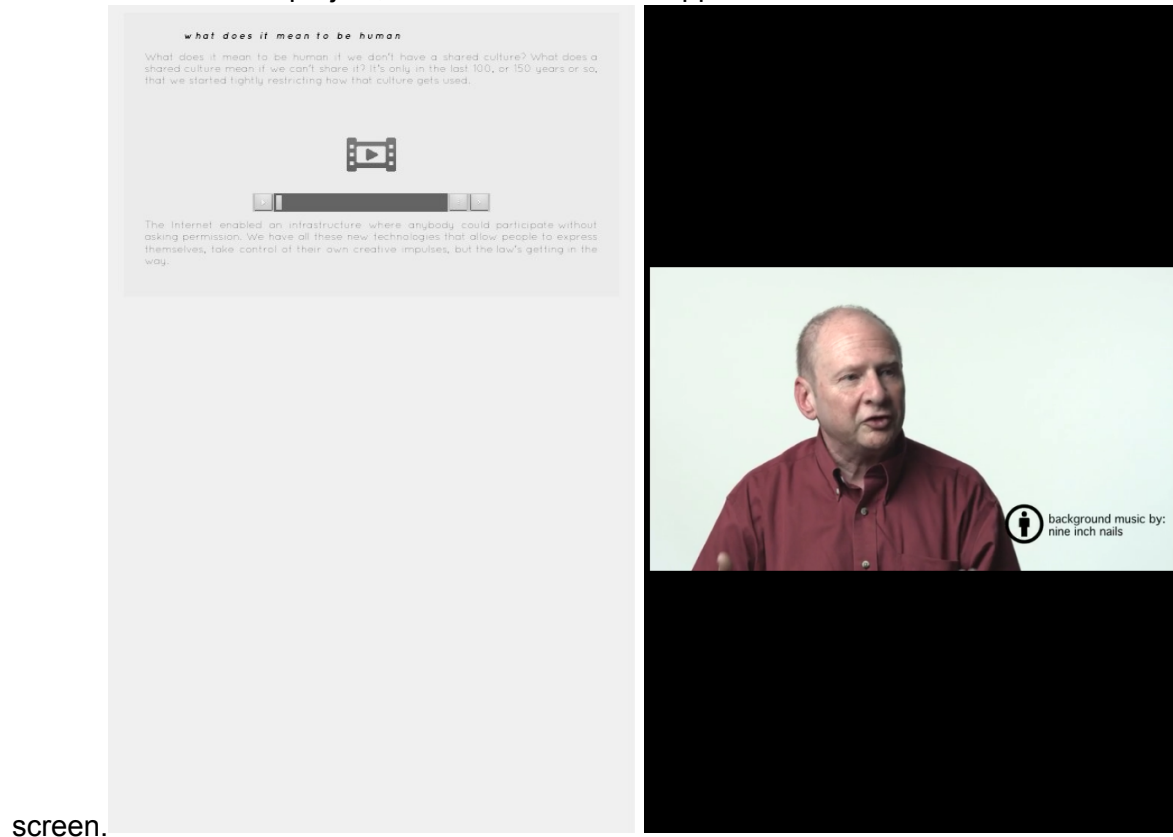 what does it mean to be human
What does it mean to be human if we don't have a shared culture? What does a
shared culture mean if we can't share it? It's only in the last 100, or 150 years or so,
that we started tightly restricting how that culture gets used.
The Internet enabled an infrastructure where anybody could participate without
asking permission. We have all these new technologies that allow people to express
themselves, take control of their own creative impulses, but the law's getting in the
way.
background music by:
nine inch nails
screen.